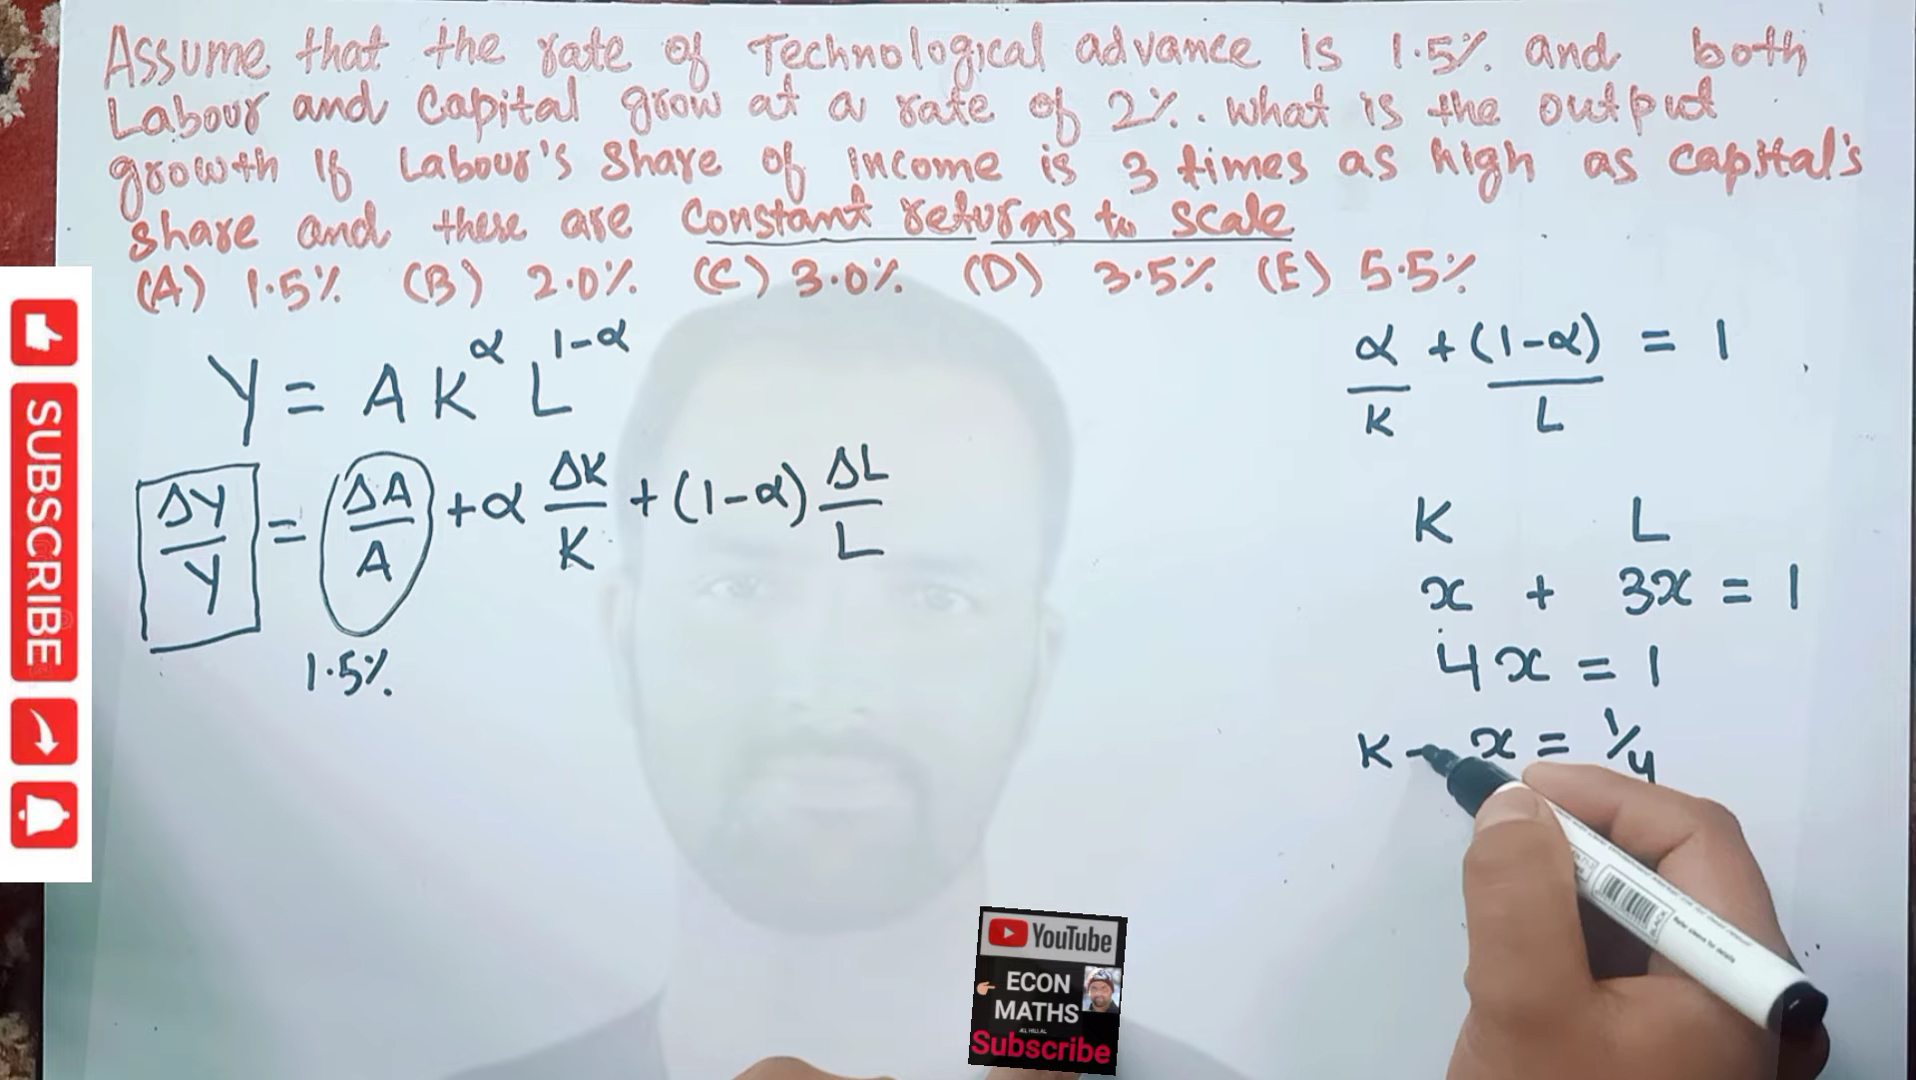 Assume that the rate of Technological advance is 1.5% and both
Labour and capital grow at a rate of 2%. what is the output
growth If Labour's share of income is 3 times as high as capital's
share and there are constant returns to scale
(A) 1.5% (B) 2.0% (C) 3.0% (D) 3.5% (E) 5.5%
Y = A K^α L^1-α
ΔY/Y = ΔA/A + α ΔK/K + (1-α) ΔL/L
1.5%
α/K + (1-α)/L = 1
K L
x + 3x = 1
4x = 1
K - x = 1/4
SUBSCRIBE
YouTube
ECON
MATHS
Subscribe
BLACK